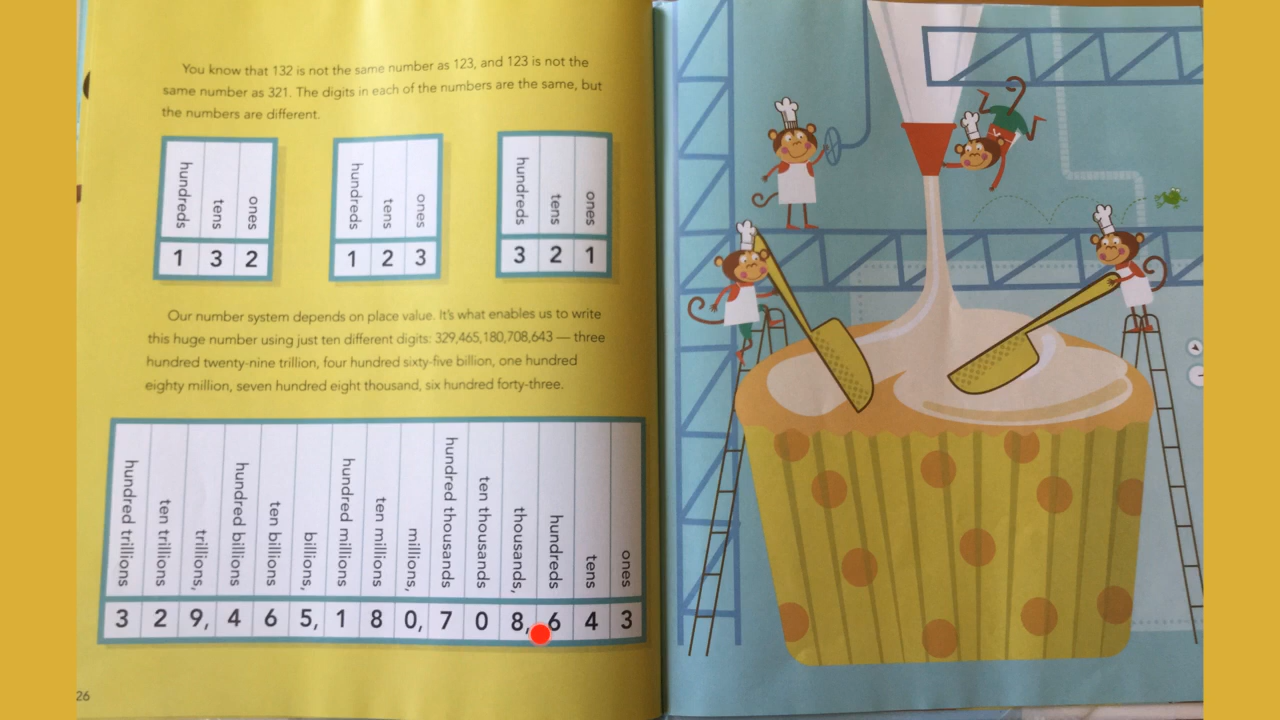 You know that 132 is not the same number as 123, and 123 is not the
same number as 321. The digits in each of the numbers are the same, but
the numbers are different.
hundreds tens ones
1 3 2
hundreds tens ones
1 2 3
hundreds tens ones
3 2 1
Our number system depends on place value. It's what enables us to write
this huge number using just ten different digits: 329,465,180,708,643 — three
hundred twenty-nine trillion, four hundred sixty-five billion, one hundred
eighty million, seven hundred eight thousand, six hundred forty-three.
hundred trillions
ten trillions
trillions,
hundred billions
ten billions
billions,
hundred millions
ten millions
millions,
hundred thousands
ten thousands
thousands,
hundreds
tens
ones
3 2 9, 4 6 5, 1 8 0, 7 0 8, 6 4 3
26